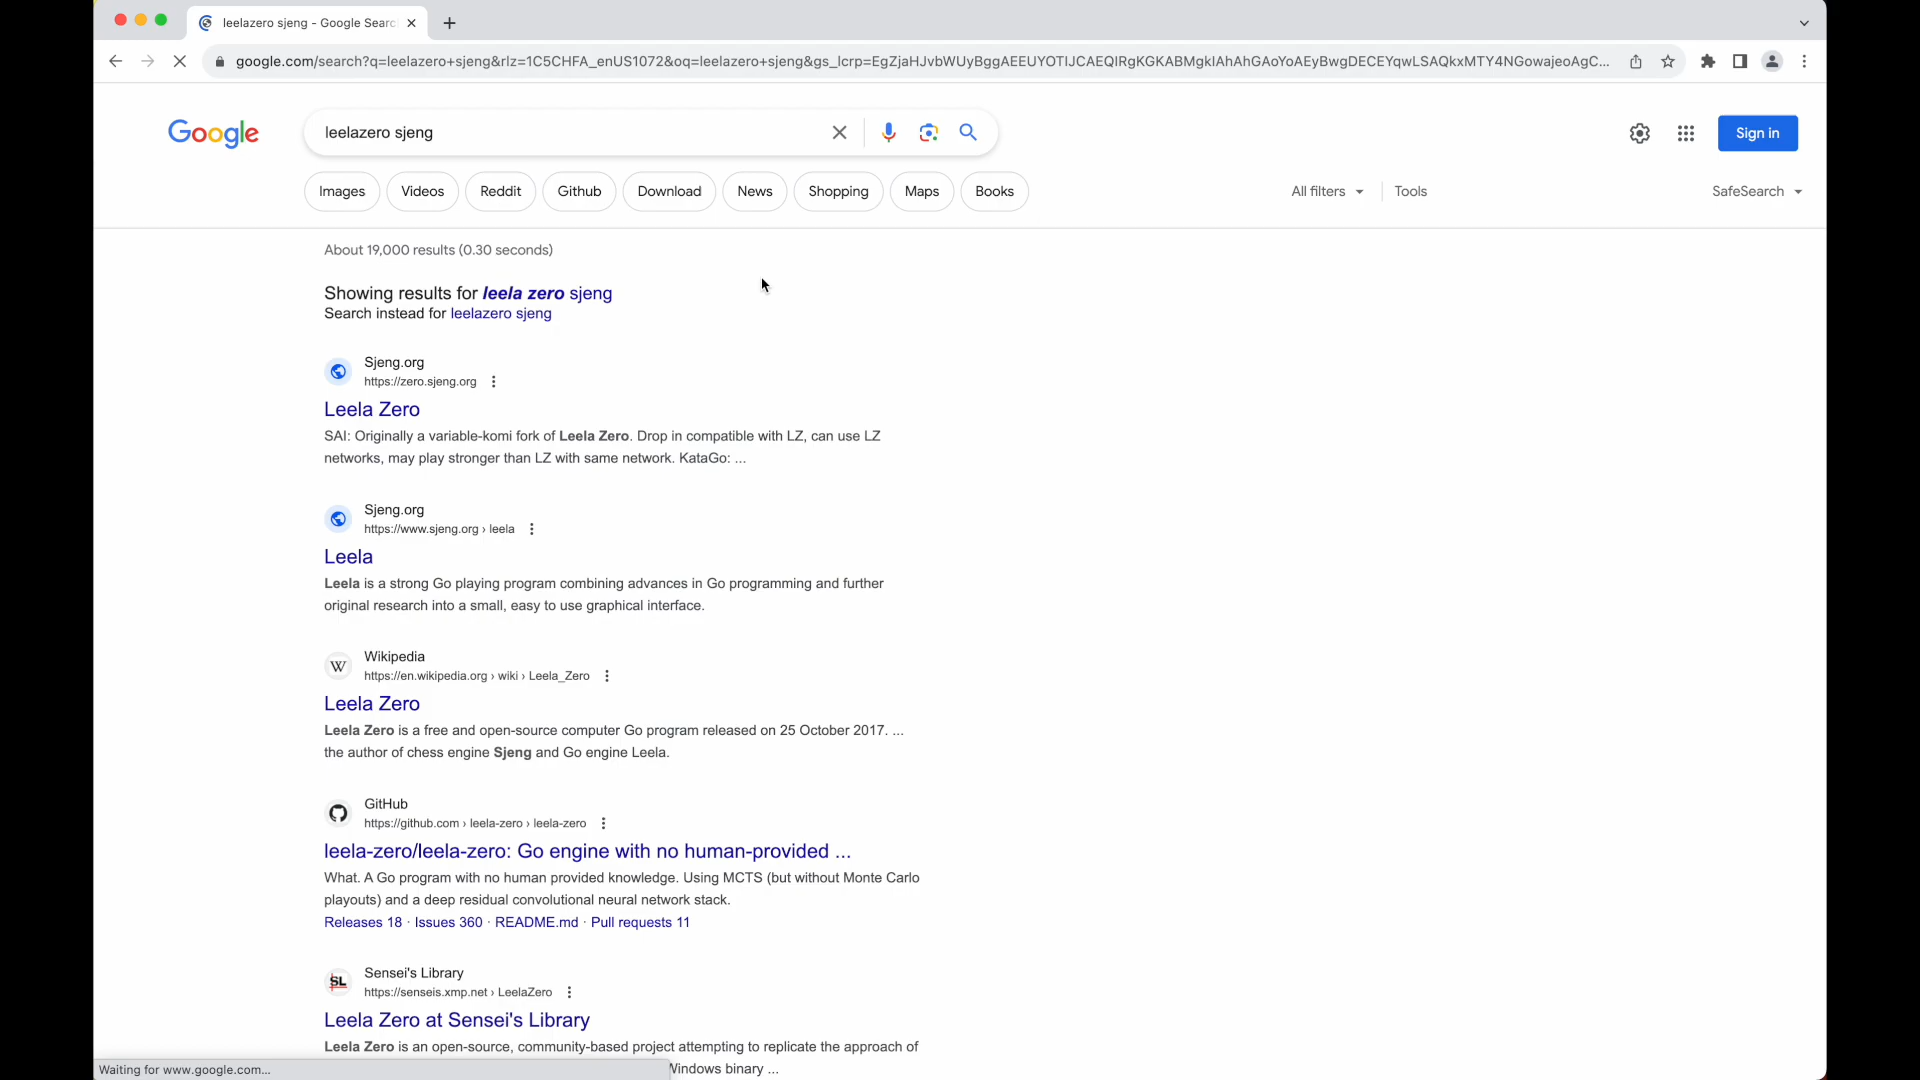 leelazero sjeng - Google Searc
google.com/search?q=leelazero+sjeng&rlz=1C5CHFA_enUS1072&oq=leelazero+sjeng&gs_lcrp=EgZjaHJvbWUyBggAEEUYOTIJCAEQIRgKGKABMgkIAhAhGAoYoAEyBwgDECEYqwLSAQkxMTY4NGowajeoAgC...
Google
leelazero sjeng
Sign in
Images Videos Reddit Github Download News Shopping Maps Books All filters Tools SafeSearch
About 19,000 results (0.30 seconds)
Showing results for leela zero sjeng
Search instead for leelazero sjeng
Sjeng.org
https://zero.sjeng.org
Leela Zero
SAI: Originally a variable-komi fork of Leela Zero. Drop in compatible with LZ, can use LZ
networks, may play stronger than LZ with same network. KataGo: ...
Sjeng.org
https://www.sjeng.org › leela
Leela
Leela is a strong Go playing program combining advances in Go programming and further
original research into a small, easy to use graphical interface.
W
Wikipedia
https://en.wikipedia.org › wiki › Leela_Zero
Leela Zero
Leela Zero is a free and open-source computer Go program released on 25 October 2017. ...
the author of chess engine Sjeng and Go engine Leela.
GitHub
https://github.com › leela-zero › leela-zero
leela-zero/leela-zero: Go engine with no human-provided ...
What. A Go program with no human provided knowledge. Using MCTS (but without Monte Carlo
playouts) and a deep residual convolutional neural network stack.
Releases 18 · Issues 360 · README.md · Pull requests 11
SL
Sensei's Library
https://senseis.xmp.net › LeelaZero
Leela Zero at Sensei's Library
Leela Zero is an open-source, community-based project attempting to replicate the approach of
Windows binary ...
Waiting for www.google.com...